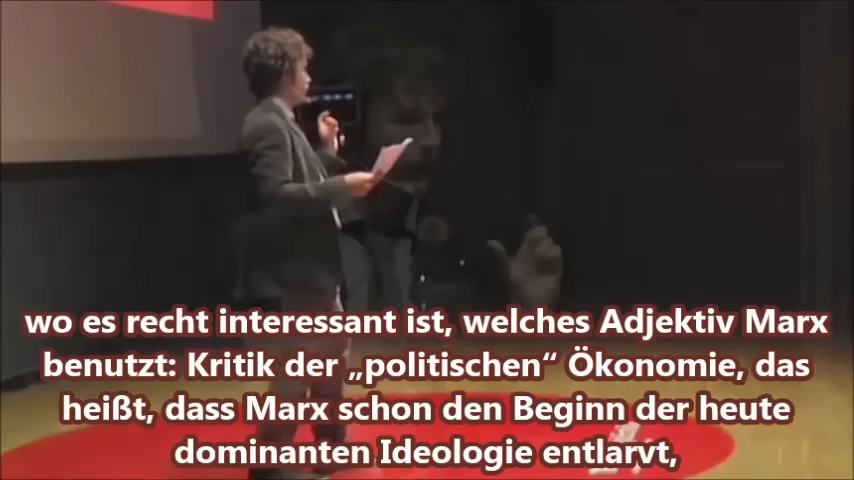 wo es recht interessant ist, welches Adjektiv Marx
benutzt: Kritik der „politischen“ Ökonomie, das
heißt, dass Marx schon den Beginn der heute
dominanten Ideologie entlarvt,